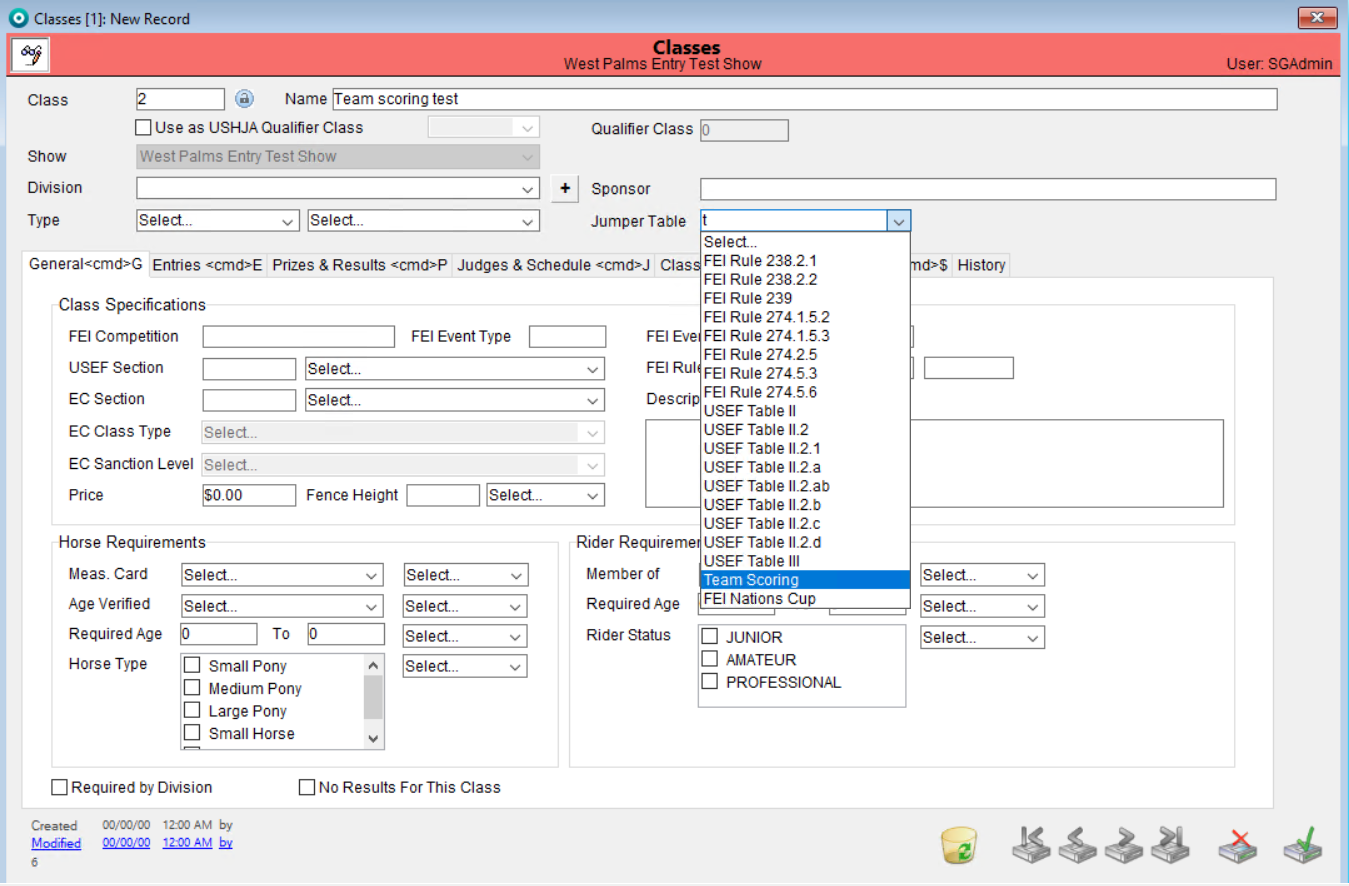 Classes [1]: New Record
Classes
West Palms Entry Test Show
User: SGAdmin
Class 2 Name Team scoring test
Use as USHJA Qualifier Class Qualifier Class 0
Show West Palms Entry Test Show
Division + Sponsor
Type Select... Select... Jumper Table t
Select...
FEI Rule 238.2.1
FEI Rule 238.2.2
FEI Rule 239
FEI Rule 274.1.5.2
FEI Rule 274.1.5.3
FEI Rule 274.2.5
FEI Rule 274.5.3
FEI Rule 274.5.6
USEF Table II
USEF Table II.2
USEF Table II.2.1
USEF Table II.2.a
USEF Table II.2.ab
USEF Table II.2.b
USEF Table II.2.c
USEF Table II.2.d
USEF Table III
Team Scoring
FEI Nations Cup
General<cmd>G Entries <cmd>E Prizes & Results <cmd>P Judges & Schedule <cmd>J Clas md>$ History
Class Specifications
FEI Competition FEI Event Type FEI Eve
USEF Section Select... FEI Rul
EC Section Select... Descrip
EC Class Type Select...
EC Sanction Level Select...
Price $0.00 Fence Height Select...
Horse Requirements
Meas. Card Select... Select...
Age Verified Select... Select...
Required Age 0 To 0 Select...
Horse Type Select...
Small Pony
Medium Pony
Large Pony
Small Horse
Rider Requiremen
Member of Select...
Required Age Select...
Rider Status Select...
JUNIOR
AMATEUR
PROFESSIONAL
Required by Division No Results For This Class
Created 00/00/00 12:00 AM by
Modified 00/00/00 12:00 AM by
6